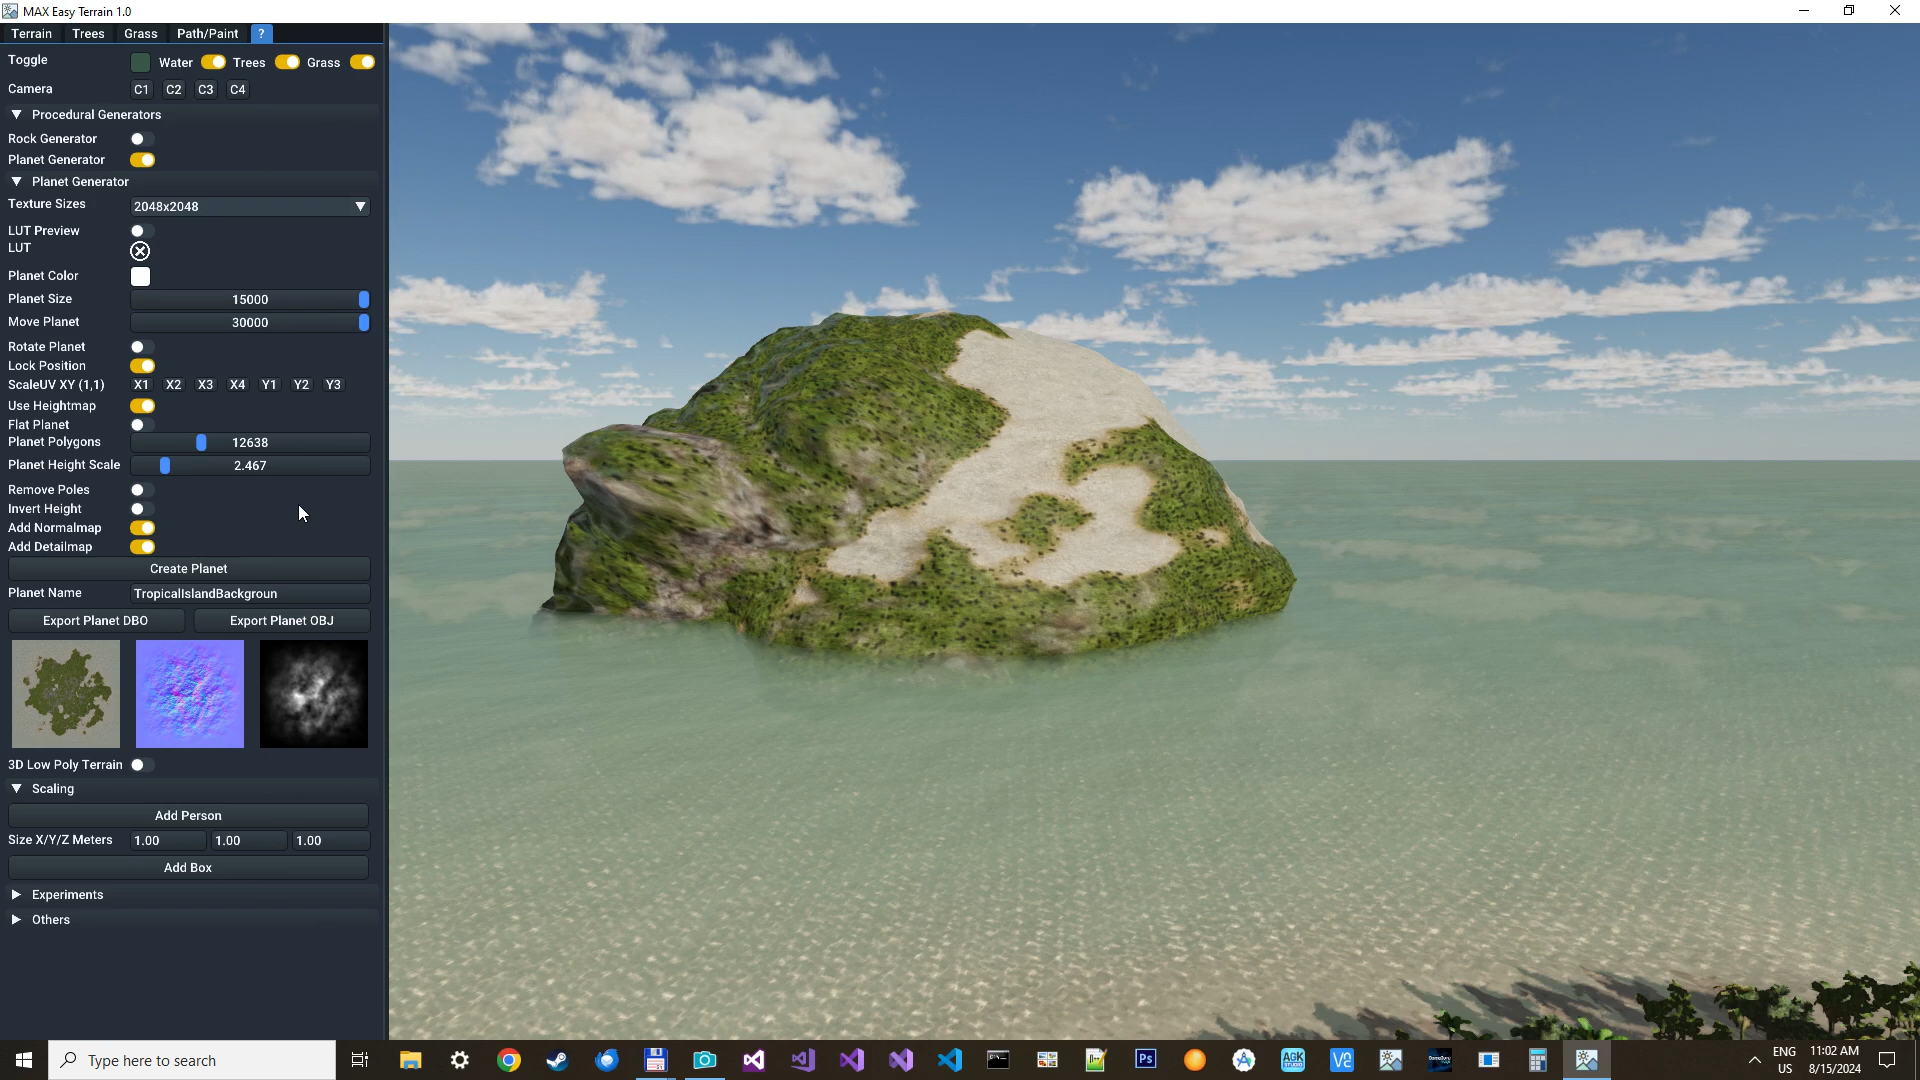 MAX Easy Terrain 1.0
Terrain Trees Grass Path/Paint ?
Toggle Water Trees Grass
Camera C1 C2 C3 C4
Procedural Generators
Rock Generator
Planet Generator
Planet Generator
Texture Sizes 2048x2048
LUT Preview
LUT
Planet Color
Planet Size 15000
Move Planet 30000
Rotate Planet
Lock Position
ScaleUV XY (1,1) X1 X2 X3 X4 Y1 Y2 Y3
Use Heightmap
Flat Planet
Planet Polygons 12638
Planet Height Scale 2.467
Remove Poles
Invert Height
Add Normalmap
Add Detailmap
Create Planet
Planet Name TropicalIslandBackgroun
Export Planet DBO Export Planet OBJ
3D Low Poly Terrain
Scaling
Add Person
Size X/Y/Z Meters 1.00 1.00 1.00
Add Box
Experiments
Others
Type here to search
Ps
AGK
ENG
US
11:02 AM
8/15/2024